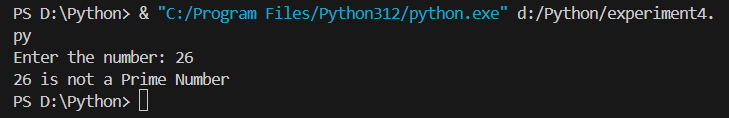 PS D:\Python> & "C:/Program Files/Python312/python.exe" d:/Python/experiment4.
py
Enter the number: 26
26 is not a Prime Number
PS D:\Python>